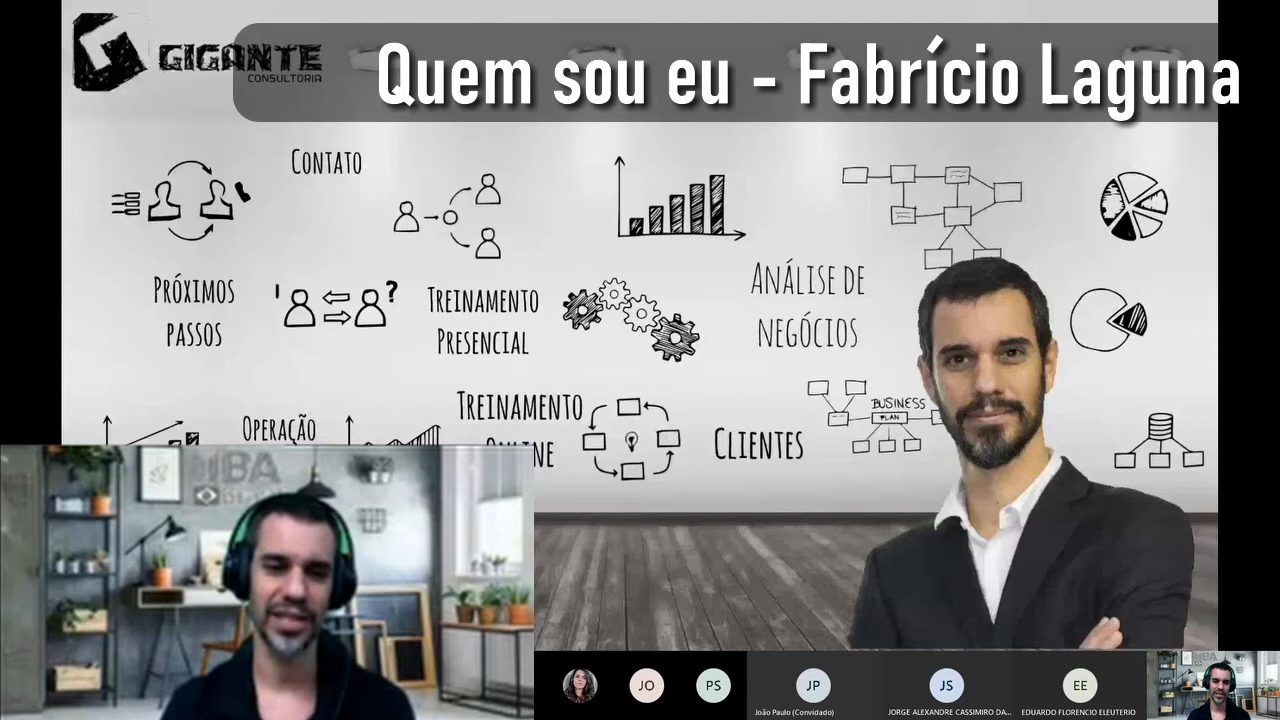 GIGANTE
CONSULTORIA
Quem sou eu - Fabrício Laguna
CONTATO
PRÓXIMOS
PASSOS
?
TREINAMENTO
PRESENCIAL
ANÁLISE DE
NEGÓCIOS
OPERAÇÃO
TREINAMENTO
CLIENTES
BUSINESS
PLAN
JO
PS
JP
JS
EE
João Paulo (Convidado)
JORGE ALEXANDRE CASSIMIRO DA...
EDUARDO FLORENCIO ELEUTERIO